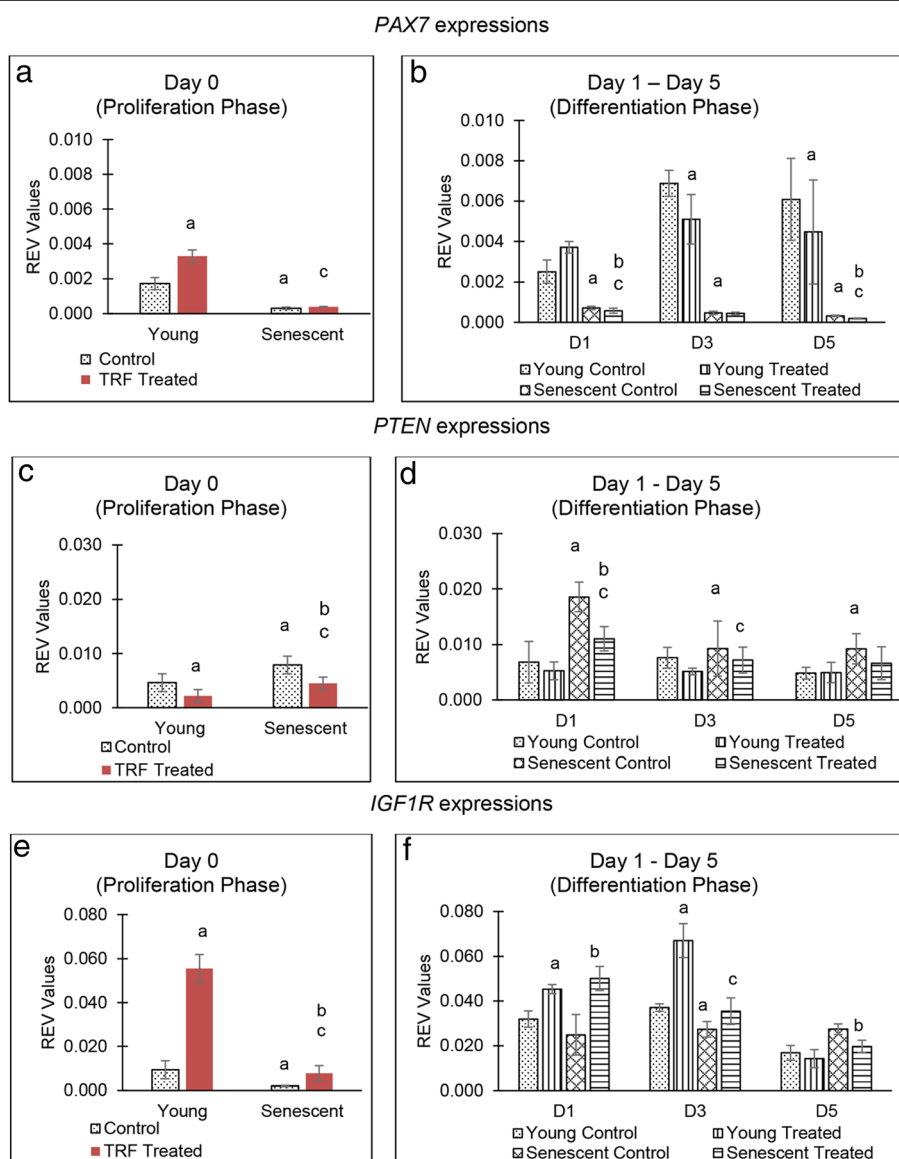 PAX7 expressions
a
Day 0
(Proliferation Phase)
REV Values
0.010
0.008
0.006
0.004
0.002
0.000
a
a
c
Young
Senescent
Control
TRF Treated
b
Day 1 – Day 5
(Differentiation Phase)
REV Values
0.010
0.008
0.006
0.004
0.002
0.000
a
b
c
a
a
a
a
b
c
D1
D3
D5
Young Control
Young Treated
Senescent Control
Senescent Treated
PTEN expressions
c
Day 0
(Proliferation Phase)
REV Values
0.030
0.020
0.010
0.000
a
a
b
c
Young
Senescent
Control
TRF Treated
d
Day 1 - Day 5
(Differentiation Phase)
REV Values
0.030
0.020
0.010
0.000
a
b
c
a
c
a
D1
D3
D5
Young Control
Young Treated
Senescent Control
Senescent Treated
IGF1R expressions
e
Day 0
(Proliferation Phase)
REV Values
0.080
0.060
0.040
0.020
0.000
a
a
b
c
Young
Senescent
Control
TRF Treated
f
Day 1 - Day 5
(Differentiation Phase)
REV Values
0.080
0.060
0.040
0.020
0.000
a
b
a
a
c
b
D1
D3
D5
Young Control
Young Treated
Senescent Control
Senescent Treated